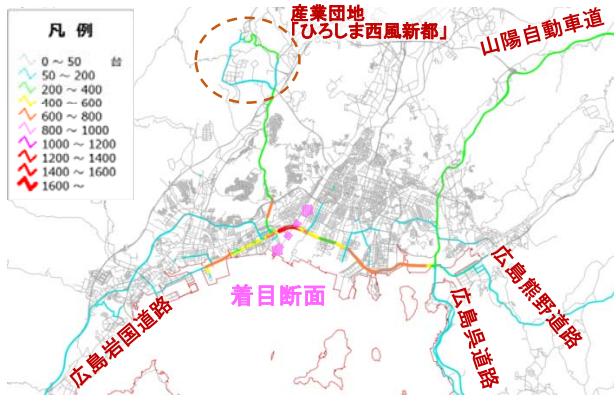 凡 例
0 ～ 50 台
50 ～ 200
200 ～ 400
400 ～ 600
600 ～ 800
800 ～ 1000
1000 ～ 1200
1200 ～ 1400
1400 ～ 1600
1600 ～
産業団地
「ひろしま西風新都」
山陽自動車道
着目断面
広島岩国道路
広島呉道路
広島熊野道路